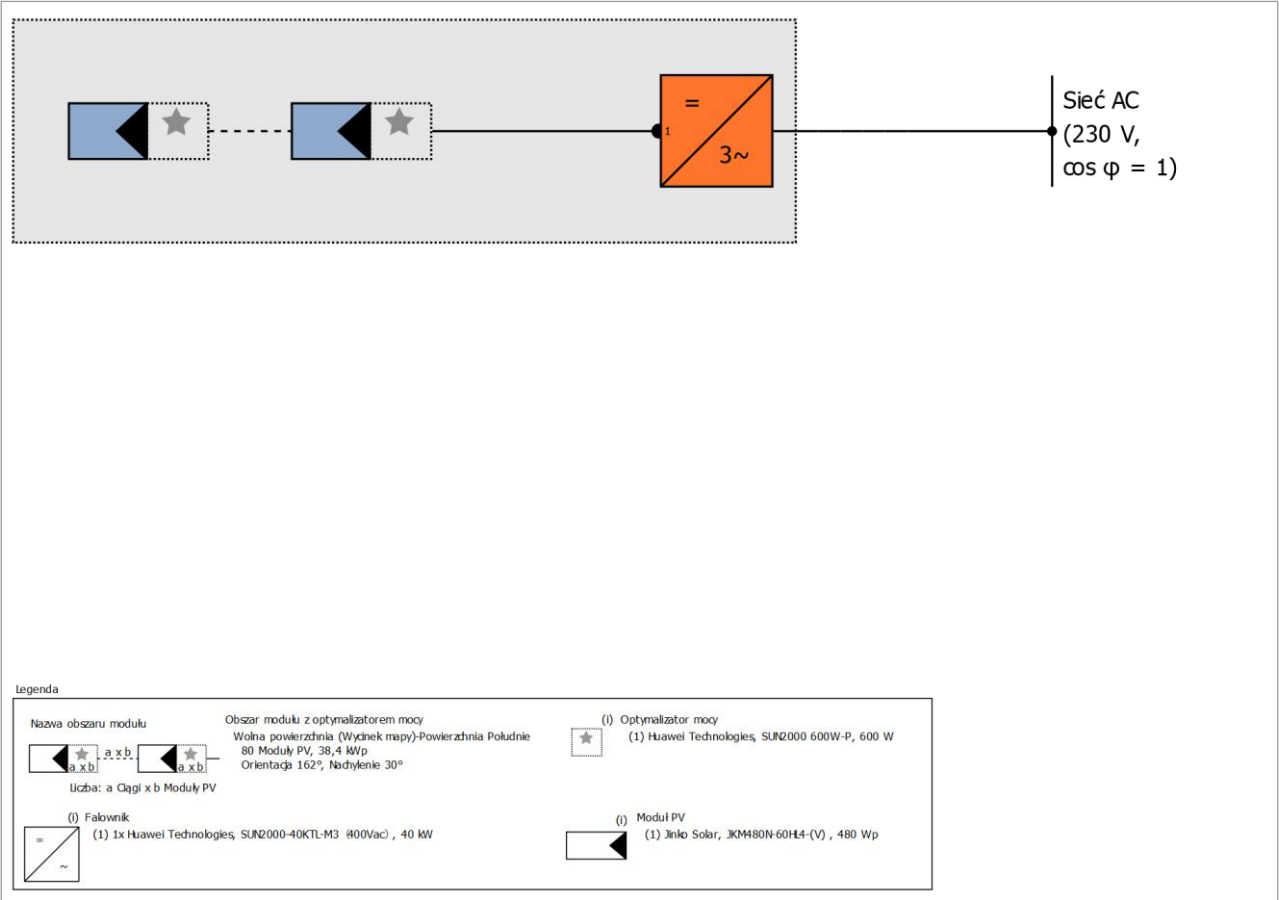 =
1
3~
Sieć AC
(230 V,
cos φ = 1)
Legenda
Nazwa obszaru modułu
a x b
a x b
a x b
Liczba: a Ciągi x b Moduły PV
Obszar modułu z optymalizatorem mocy
Wolna powierzchnia (Wycinek mapy)-Powierzchnia Południe
80 Moduły PV, 38,4 kWp
Orientacja 162°, Nachylenie 30°
(i) Optymalizator mocy
(1) Huawei Technologies, SUN2000 600W-P, 600 W
(i) Falownik
(1) 1x Huawei Technologies, SUN2000-40KTL-M3 (400Vac) , 40 kW
=
~
(i) Moduł PV
(1) Jinko Solar, JKM480N-60HL4-(V) , 480 Wp